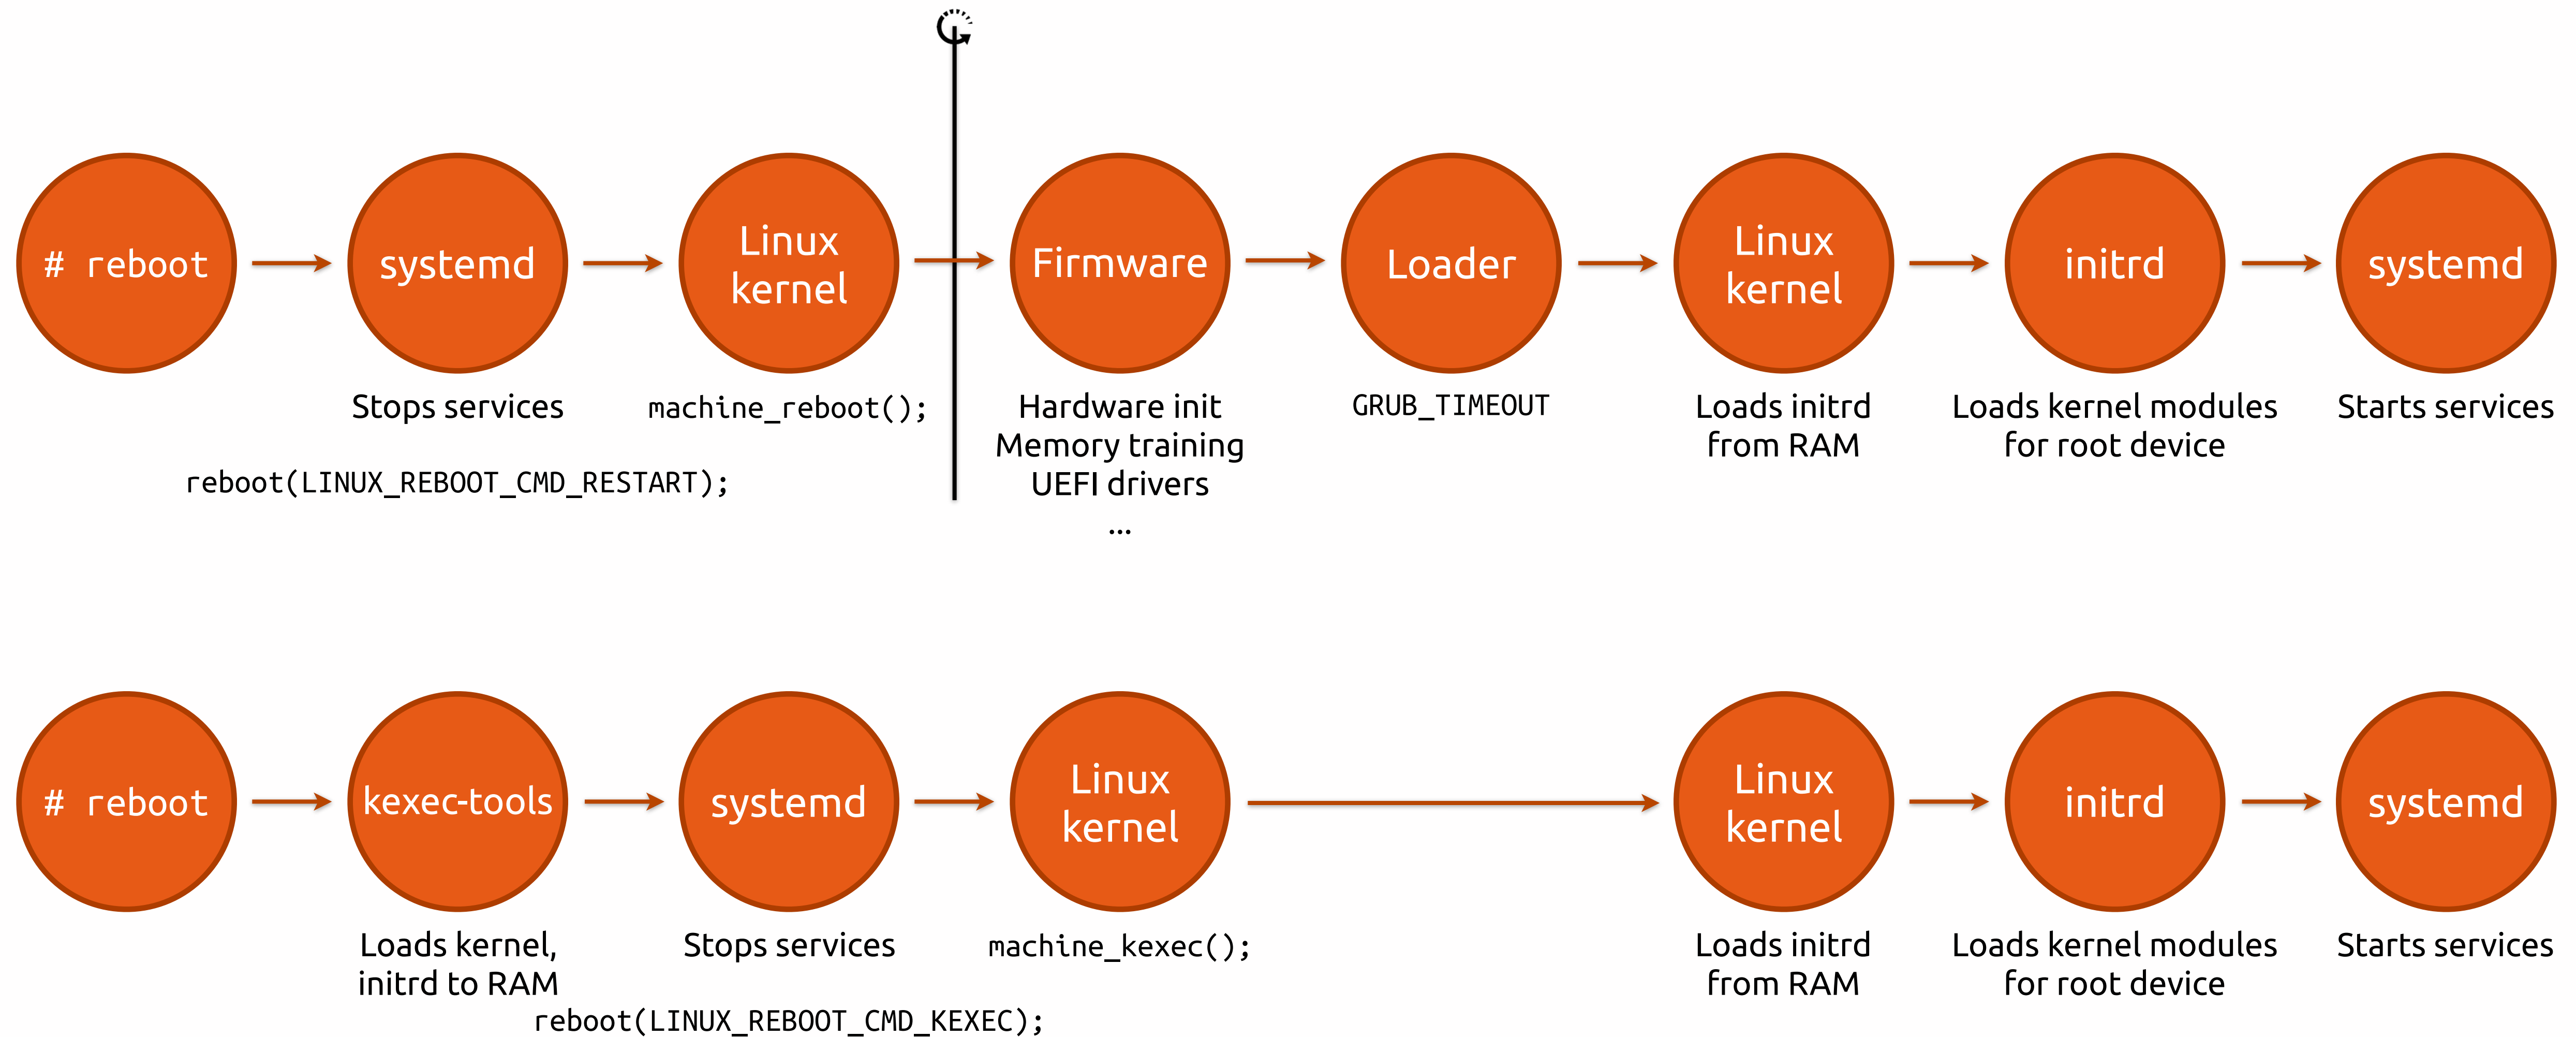 # reboot
systemd
Linux
kernel
Firmware
Loader
Linux
kernel
initrd
systemd
Stops services
machine_reboot();
Hardware init
Memory training
UEFI drivers
...
GRUB_TIMEOUT
Loads initrd
from RAM
Loads kernel modules
for root device
Starts services
reboot(LINUX_REBOOT_CMD_RESTART);
# reboot
kexec-tools
systemd
Linux
kernel
Linux
kernel
initrd
systemd
Loads kernel,
initrd to RAM
Stops services
machine_kexec();
Loads initrd
from RAM
Loads kernel modules
for root device
Starts services
reboot(LINUX_REBOOT_CMD_KEXEC);